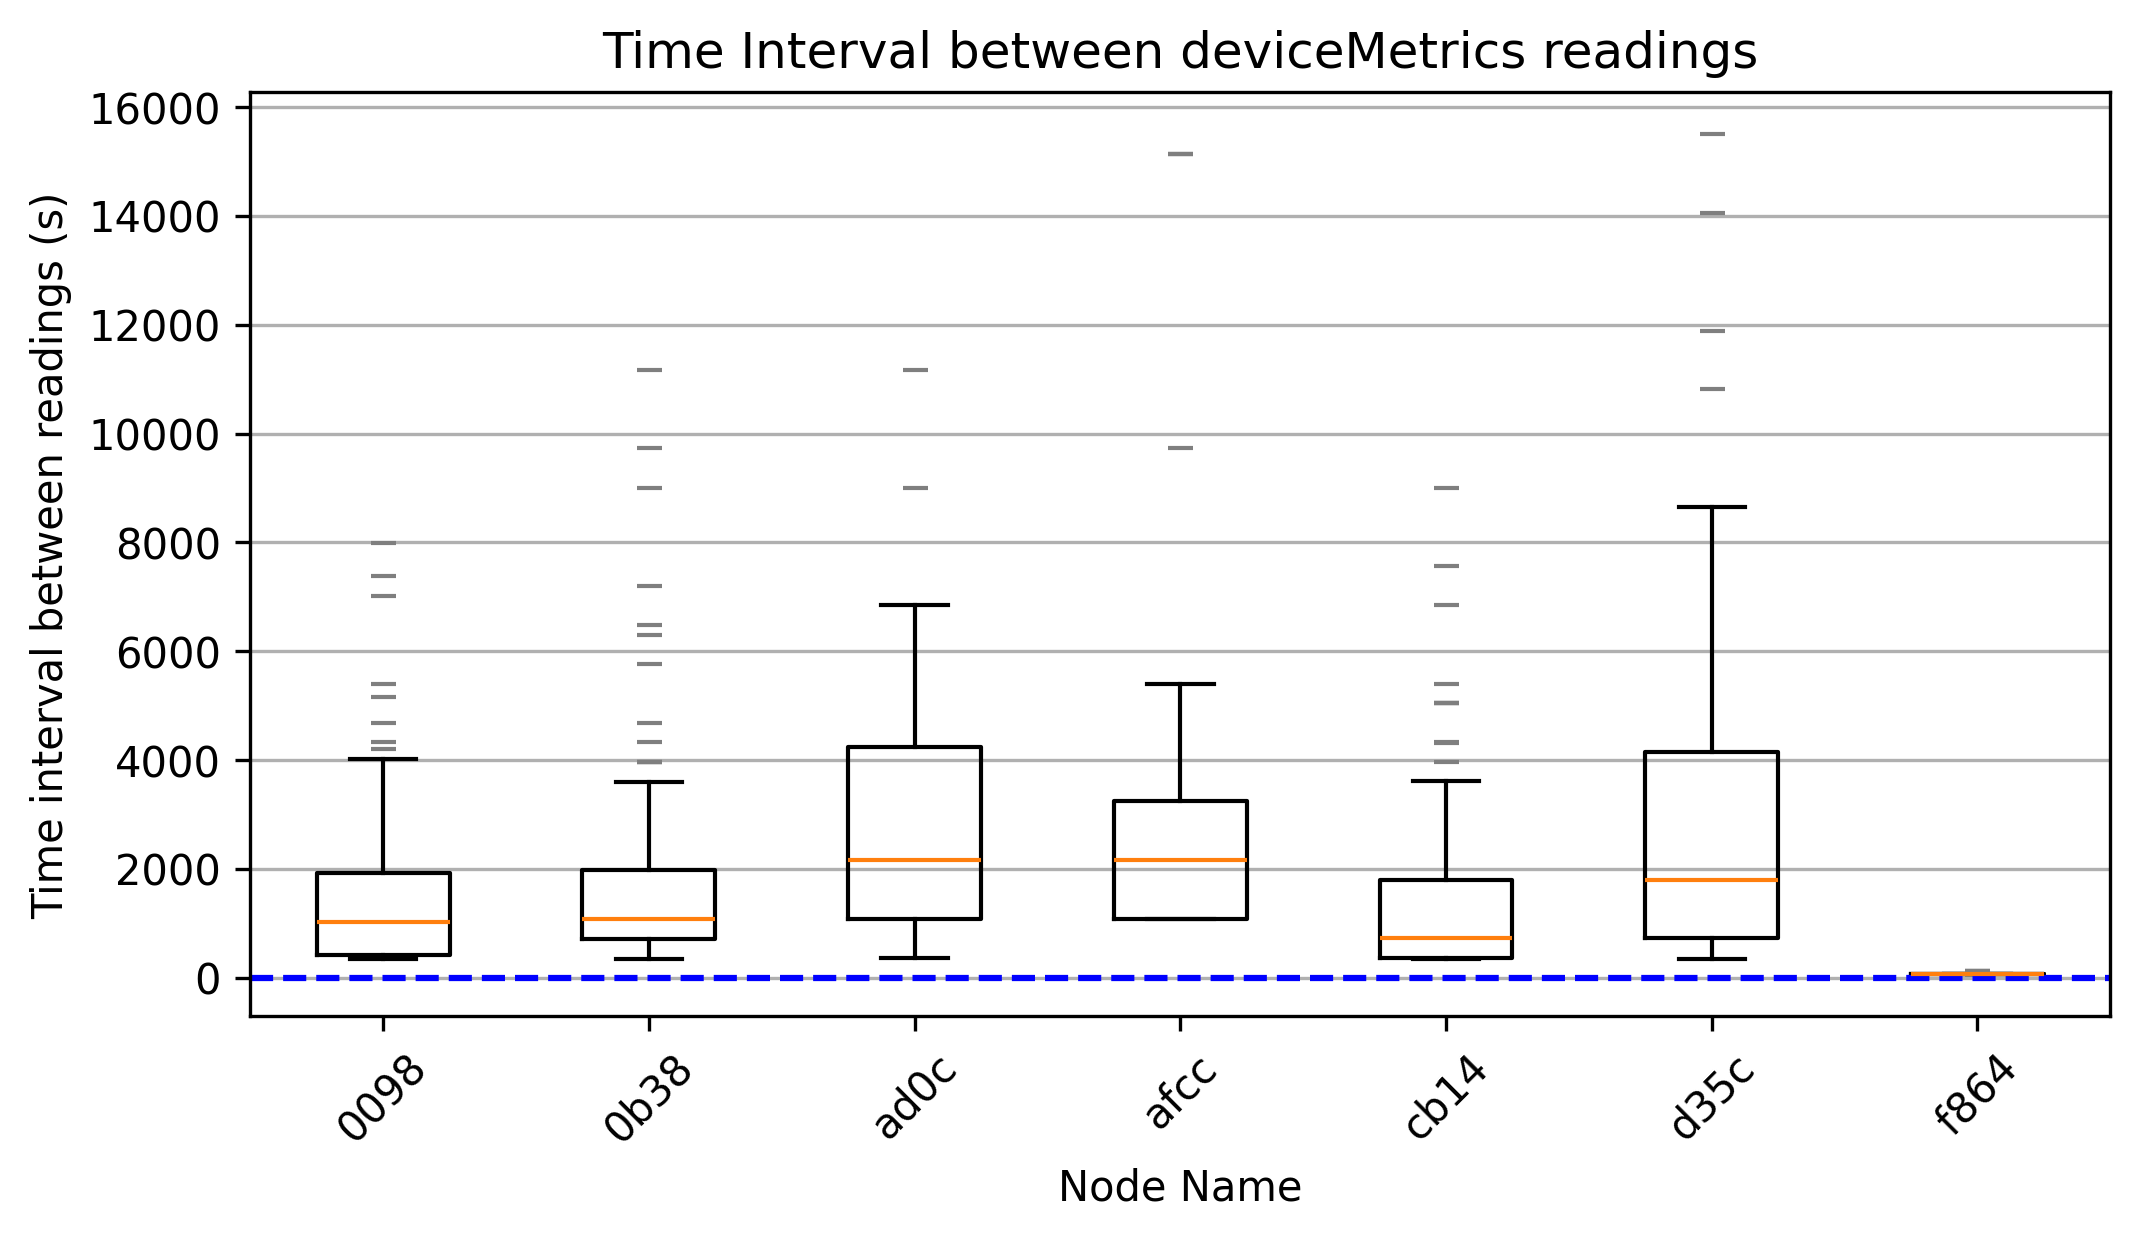 Time Interval between deviceMetrics readings
16000
14000
12000
10000
8000
6000
4000
2000
0
Time interval between readings (s)
0098 0b38 ad0c afcc cb14 d35c f864
Node Name